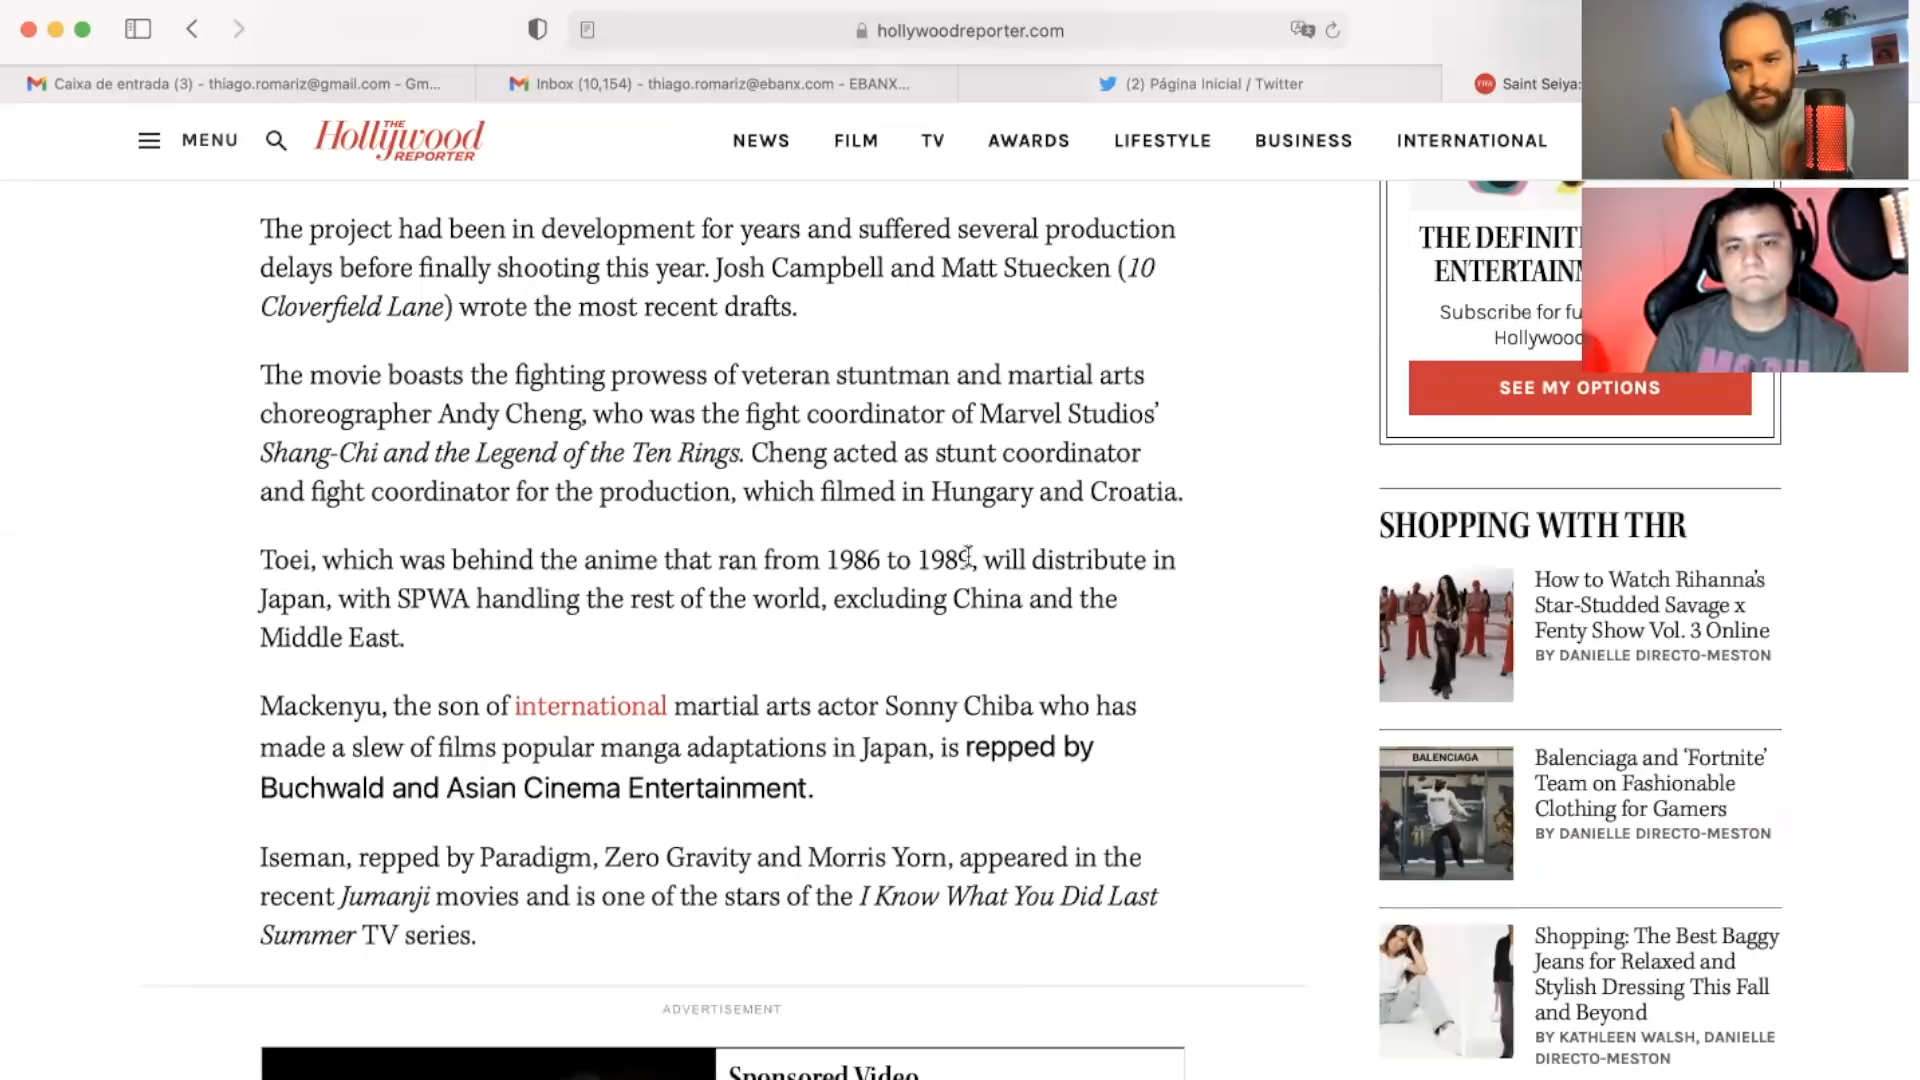 hollywoodreporter.com
Caixa de entrada (3) - thiago.romariz@gmail.com - Gm...
Inbox (10,154) - thiago.romariz@ebanx.com - EBANX...
(2) Página Inicial / Twitter
Saint Seiya:
MENU
THE
Hollywood
REPORTER
NEWS
FILM
TV
AWARDS
LIFESTYLE
BUSINESS
INTERNATIONAL
The project had been in development for years and suffered several production
delays before finally shooting this year. Josh Campbell and Matt Stuecken (10
Cloverfield Lane) wrote the most recent drafts.
The movie boasts the fighting prowess of veteran stuntman and martial arts
choreographer Andy Cheng, who was the fight coordinator of Marvel Studios’
Shang-Chi and the Legend of the Ten Rings. Cheng acted as stunt coordinator
and fight coordinator for the production, which filmed in Hungary and Croatia.
Toei, which was behind the anime that ran from 1986 to 1989, will distribute in
Japan, with SPWA handling the rest of the world, excluding China and the
Middle East.
Mackenyu, the son of international martial arts actor Sonny Chiba who has
made a slew of films popular manga adaptations in Japan, is repped by
Buchwald and Asian Cinema Entertainment.
Iseman, repped by Paradigm, Zero Gravity and Morris Yorn, appeared in the
recent Jumanji movies and is one of the stars of the I Know What You Did Last
Summer TV series.
ADVERTISEMENT
Sponsored Video
THE DEFINIT
ENTERTAIN
Subscribe for fu
Hollywood
SEE MY OPTIONS
SHOPPING WITH THR
How to Watch Rihanna’s
Star-Studded Savage x
Fenty Show Vol. 3 Online
BY DANIELLE DIRECTO-MESTON
BALENCIAGA
Balenciaga and ‘Fortnite’
Team on Fashionable
Clothing for Gamers
BY DANIELLE DIRECTO-MESTON
Shopping: The Best Baggy
Jeans for Relaxed and
Stylish Dressing This Fall
and Beyond
BY KATHLEEN WALSH, DANIELLE
DIRECTO-MESTON